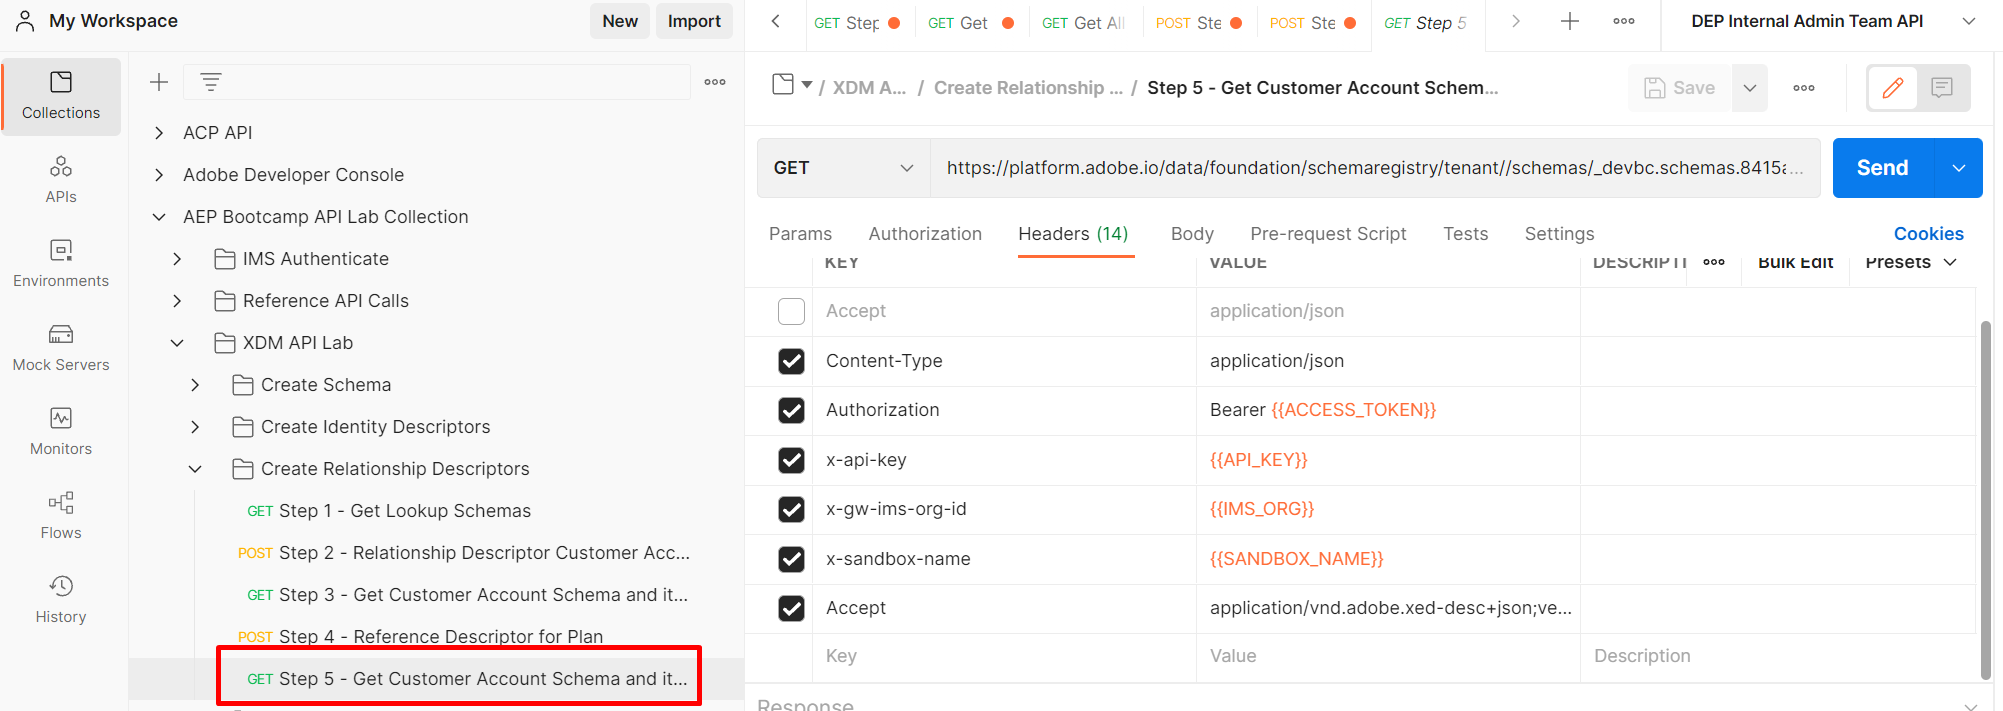 My Workspace
New
Import
Collections
APIs
Environments
Mock Servers
Monitors
Flows
History
ACP API
Adobe Developer Console
AEP Bootcamp API Lab Collection
IMS Authenticate
Reference API Calls
XDM API Lab
Create Schema
Create Identity Descriptors
Create Relationship Descriptors
GET Step 1 - Get Lookup Schemas
POST Step 2 - Relationship Descriptor Customer Acc...
GET Step 3 - Get Customer Account Schema and it...
POST Step 4 - Reference Descriptor for Plan
GET Step 5 - Get Customer Account Schema and it...
GET Step
GET Get
GET Get All
POST Ste
POST Ste
GET Step 5
DEP Internal Admin Team API
/ XDM A... / Create Relationship ... / Step 5 - Get Customer Account Schem...
Save
GET
https://platform.adobe.io/data/foundation/schemaregistry/tenant//schemas/_devbc.schemas.8415a...
Send
Params Authorization Headers (14) Body Pre-request Script Tests Settings
Cookies
KEY VALUE DESCRIPTI
Bulk Edit Presets
Accept application/json
Content-Type application/json
Authorization Bearer {{ACCESS_TOKEN}}
x-api-key {{API_KEY}}
x-gw-ims-org-id {{IMS_ORG}}
x-sandbox-name {{SANDBOX_NAME}}
Accept application/vnd.adobe.xed-desc+json;ve...
Key Value Description
Response